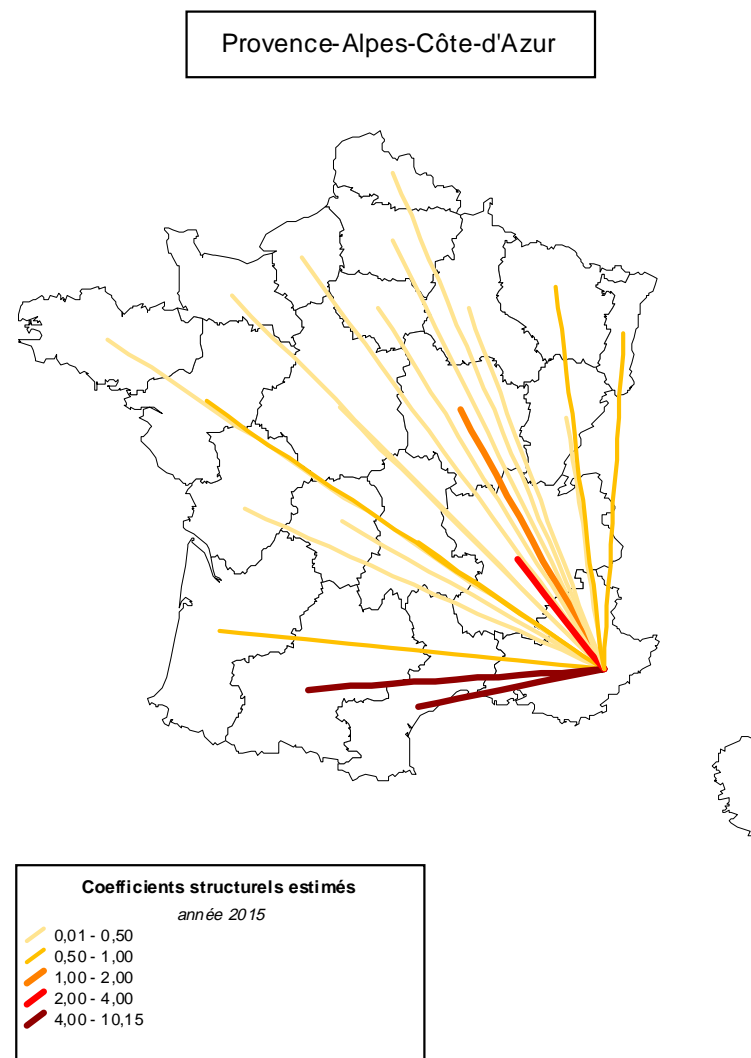 Provence-Alpes-Côte-d'Azur
Coefficients structurels estimés
année 2015
0,01 - 0,50
0,50 - 1,00
1,00 - 2,00
2,00 - 4,00
4,00 - 10,15